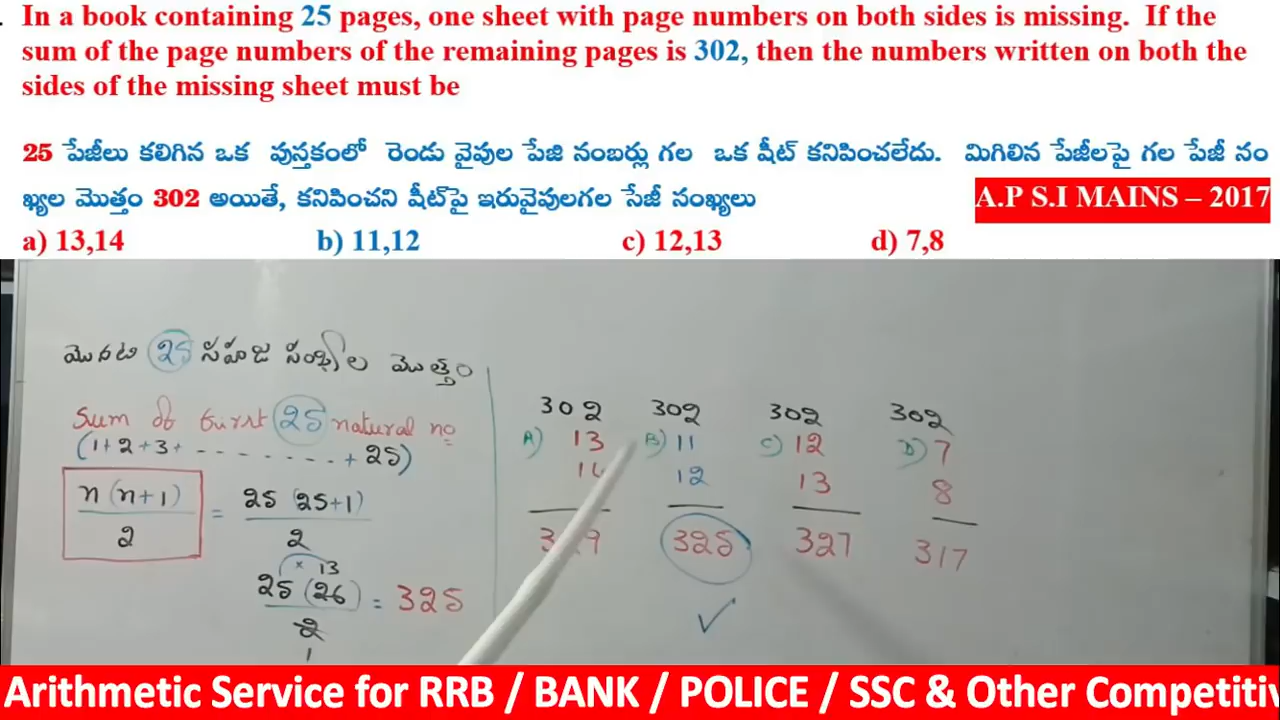 In a book containing 25 pages, one sheet with page numbers on both sides is missing. If the
sum of the page numbers of the remaining pages is 302, then the numbers written on both the
sides of the missing sheet must be
25 పేజీలు కలిగిన ఒక పుస్తకంలో రెండు వైపుల పేజి నంబర్లు గల ఒక షీట్ కనిపించలేదు. మిగిలిన పేజీలపై గల పేజీ నం
ఖ్యల మొత్తం 302 అయితే, కనిపించని షీట్‌పై ఇరువైపులగల సేజీ నంఖ్యలు
A.P S.I MAINS – 2017
a) 13,14 b) 11,12 c) 12,13 d) 7,8
మొదటి 25 సహజ సంఖ్యల మొత్తం
Sum of first 25 natural no
(1+2+3+ - - - - - - - - + 25)
n(n+1)/2 = 25(25+1)/2
× 13
25(26)/2 = 325
1
302 302 302 302
A) 13 B) 11 C) 12 D) 7
12 13 8
325 327 317
Arithmetic Service for RRB / BANK / POLICE / SSC & Other Competitiv